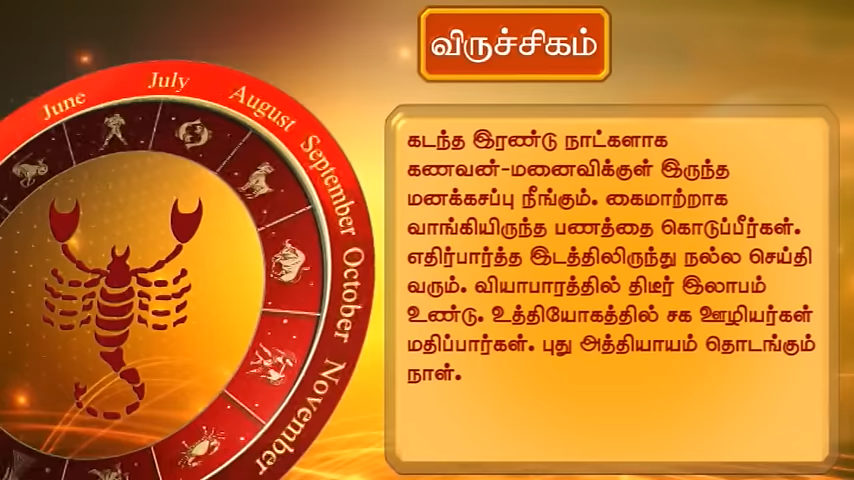 விருச்சிகம்
June
July
August
September
October
November
கடந்த இரண்டு நாட்களாக
கணவன்-மனைவிக்குள் இருந்த
மனக்கசப்பு நீங்கும். கைமாற்றாக
வாங்கியிருந்த பணத்தை கொடுப்பீர்கள்.
எதிர்பார்த்த இடத்திலிருந்து நல்ல செய்தி
வரும். வியாபாரத்தில் திடீர் இலாபம்
உண்டு. உத்தியோகத்தில் சக ஊழியர்கள்
மதிப்பார்கள். புது அத்தியாயம் தொடங்கும்
நாள்.